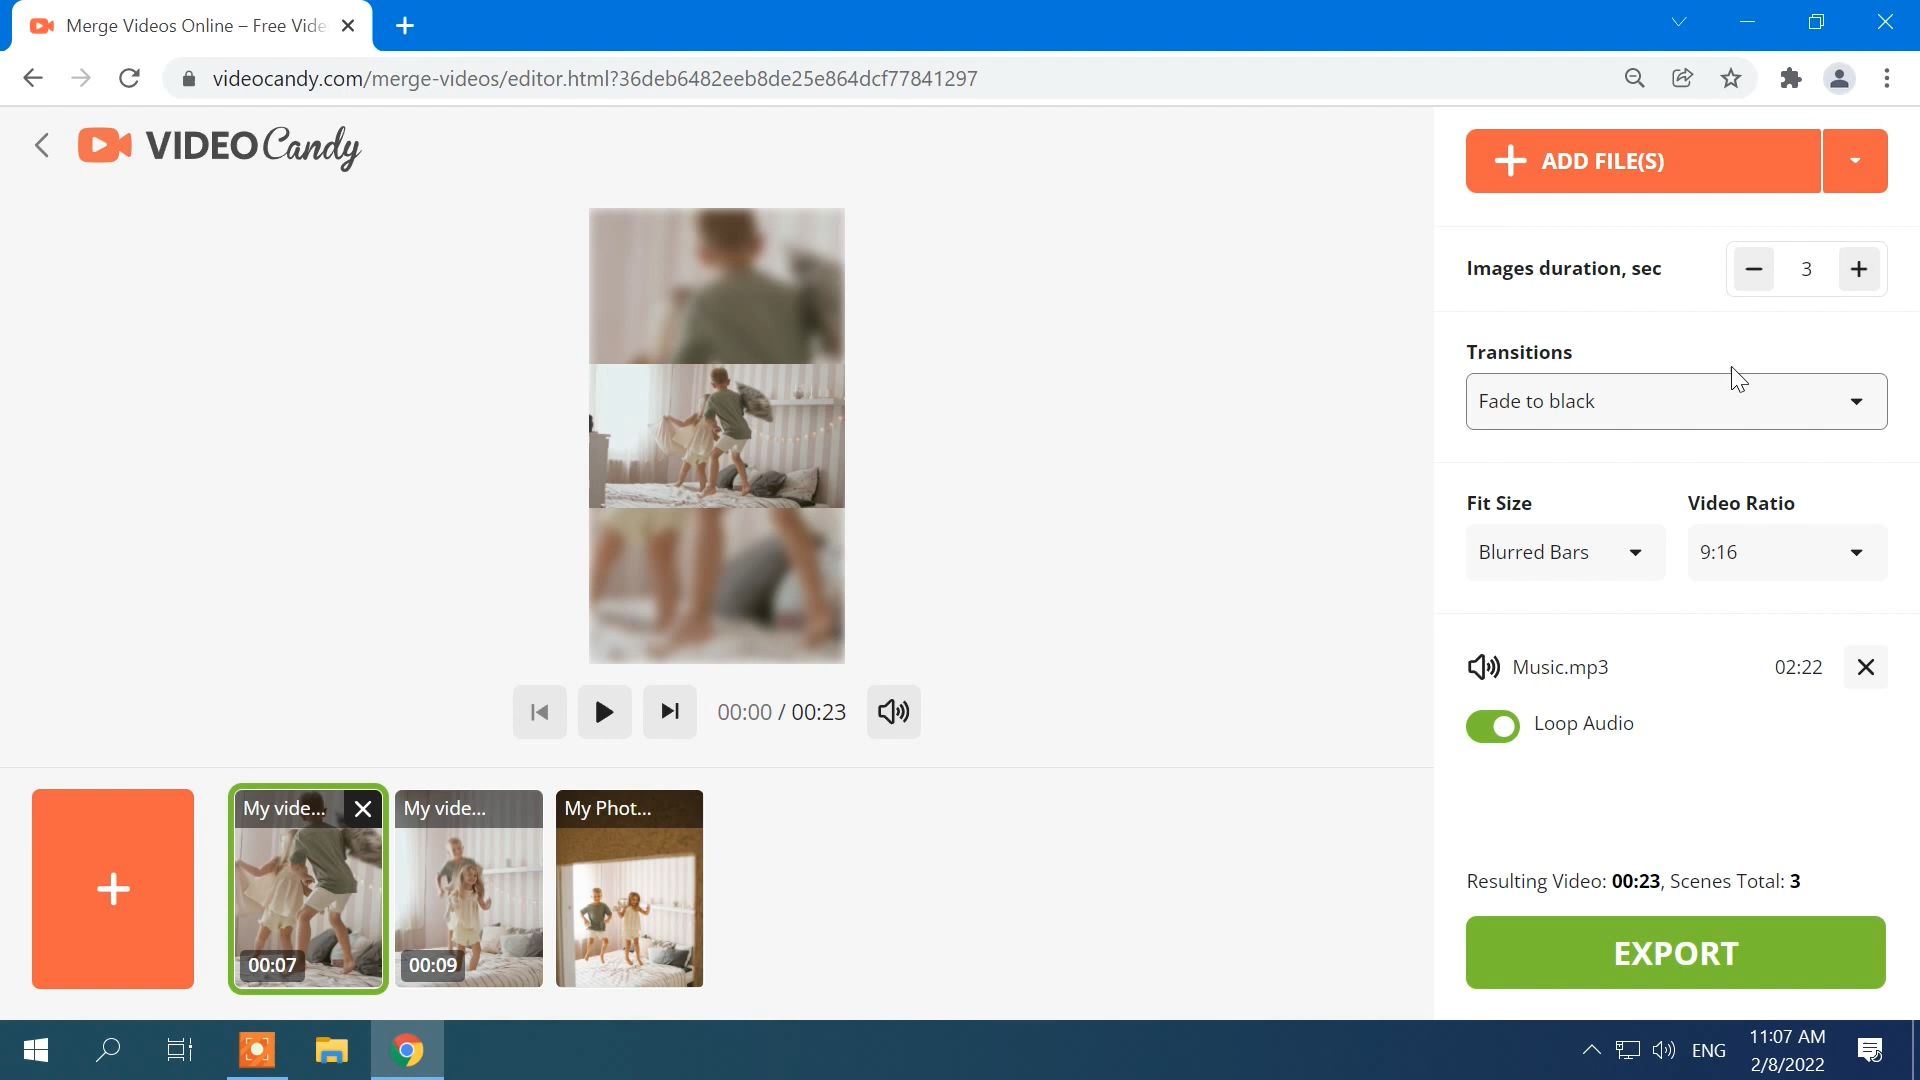 Merge Videos Online – Free Vide
videocandy.com/merge-videos/editor.html?36deb6482eeb8de25e864dcf77841297
VIDEO Candy
ADD FILE(S)
Images duration, sec
3
Transitions
Fade to black
Fit Size
Video Ratio
Blurred Bars
9:16
Music.mp3
02:22
Loop Audio
00:00 / 00:23
My vide...
My vide...
My Phot...
00:07
00:09
Resulting Video: 00:23, Scenes Total: 3
EXPORT
ENG
11:07 AM
2/8/2022